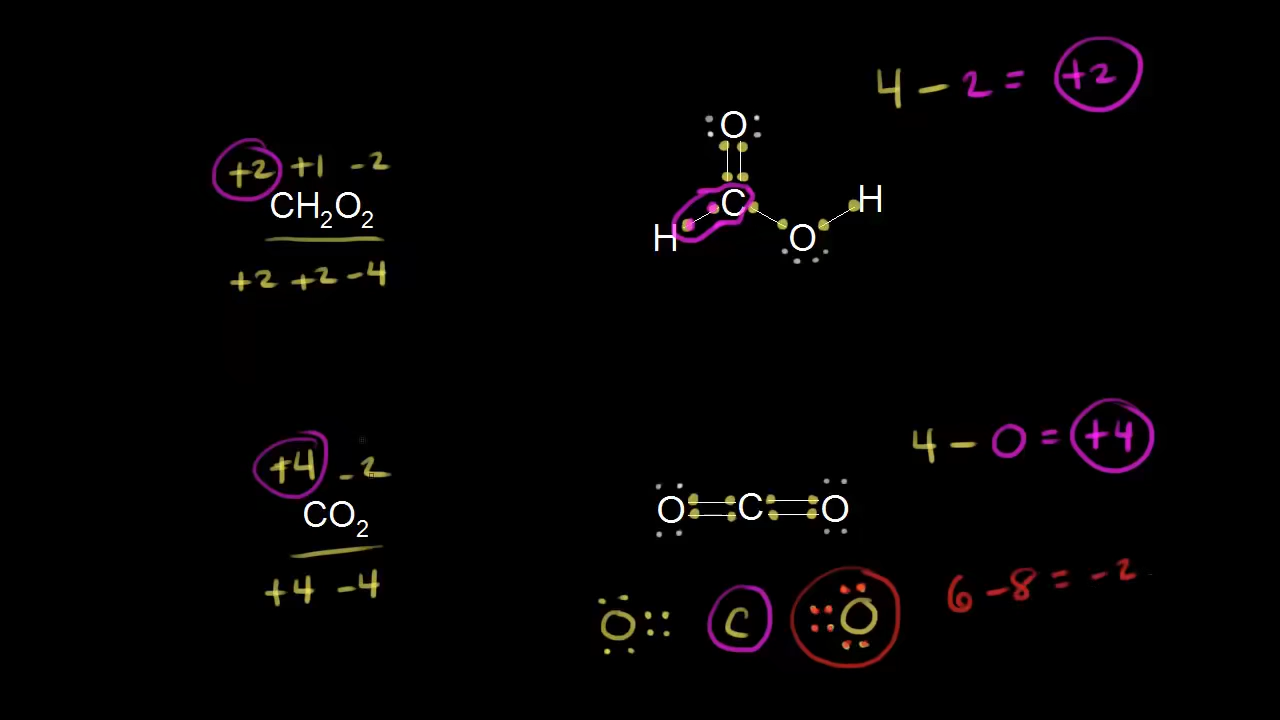 4 - 2 = +2
+2 +1 -2
CH₂O₂
+2 +2 -4
O
C
H
H
O
4 - 0 = +4
+4 -2
CO₂
+4 -4
O C O
O C O
6 - 8 = -2